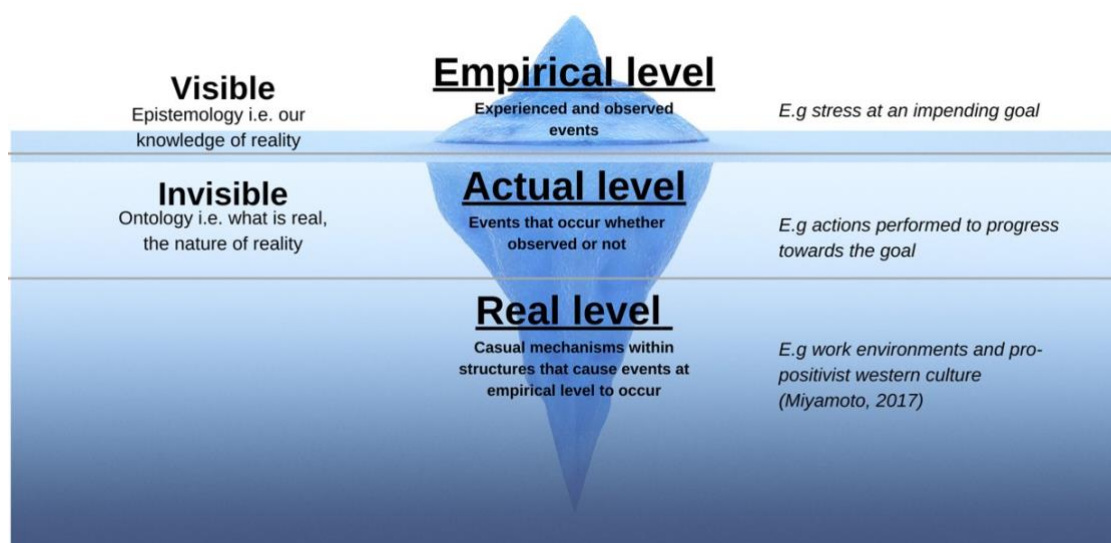 Visible
Epistemology i.e. our
knowledge of reality
Empirical level
Experienced and observed
events
E.g stress at an impending goal
Invisible
Ontology i.e. what is real,
the nature of reality
Actual level
Events that occur whether
observed or not
E.g actions performed to progress
towards the goal
Real level
Casual mechanisms within
structures that cause events at
empirical level to occur
E.g work environments and pro-
positivist western culture
(Miyamoto, 2017)